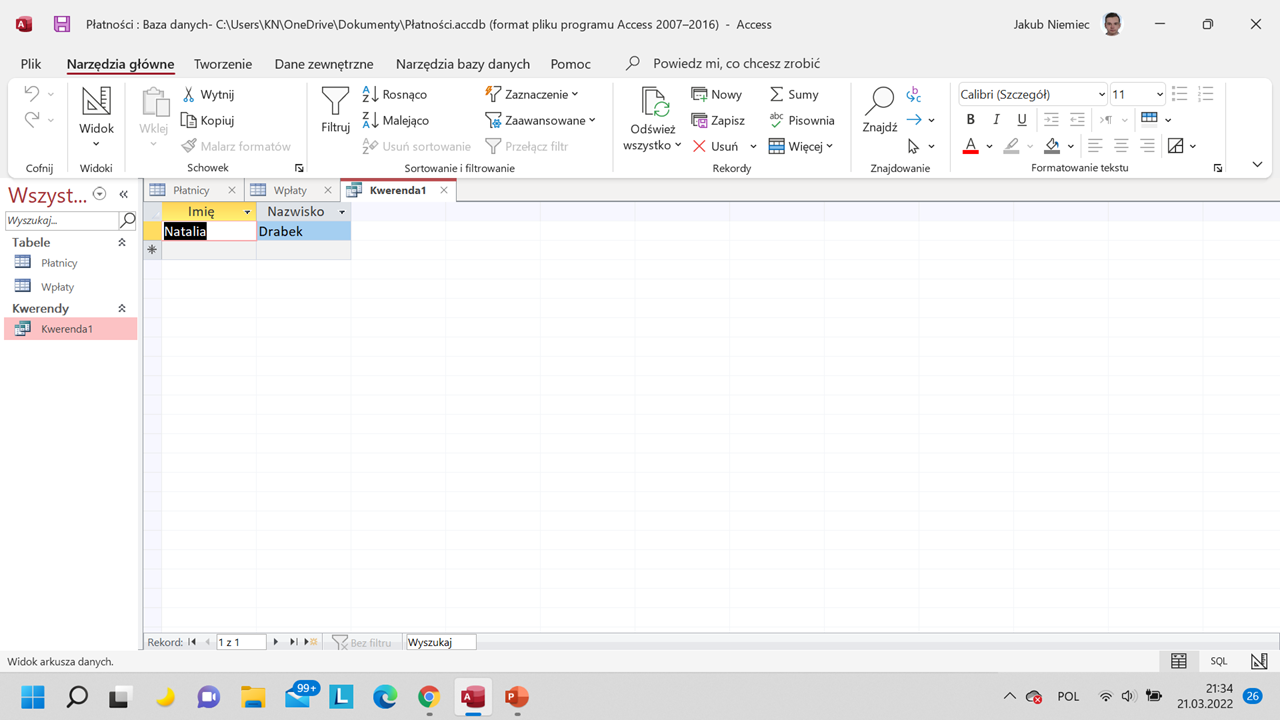 Płatności : Baza danych- C:\Users\KN\OneDrive\Dokumenty\Płatności.accdb (format pliku programu Access 2007–2016) - Access
Jakub Niemiec
Plik Narzędzia główne Tworzenie Dane zewnętrzne Narzędzia bazy danych Pomoc Powiedz mi, co chcesz zrobić
Wytnij
Kopiuj
Malarz formatów
Widok
Wklej
Filtruj
Rosnąco
Malejąco
Usuń sortowanie
Zaznaczenie
Zaawansowane
Przełącz filtr
Odśwież
wszystko
Nowy
Zapisz
Usuń
Sumy
Pisownia
Więcej
Znajdź
Calibri (Szczegół) 11
B I U
A
Cofnij Widoki Schowek Sortowanie i filtrowanie Rekordy Znajdowanie Formatowanie tekstu
Wszyst...
Wyszukaj...
Tabele
Płatnicy
Wpłaty
Kwerendy
Kwerenda1
Płatnicy Wpłaty Kwerenda1
Imię Nazwisko
Natalia Drabek
Rekord: 1 z 1 Bez filtru Wyszukaj
Widok arkusza danych.
SQL
99+
L
POL
21:34
21.03.2022
26